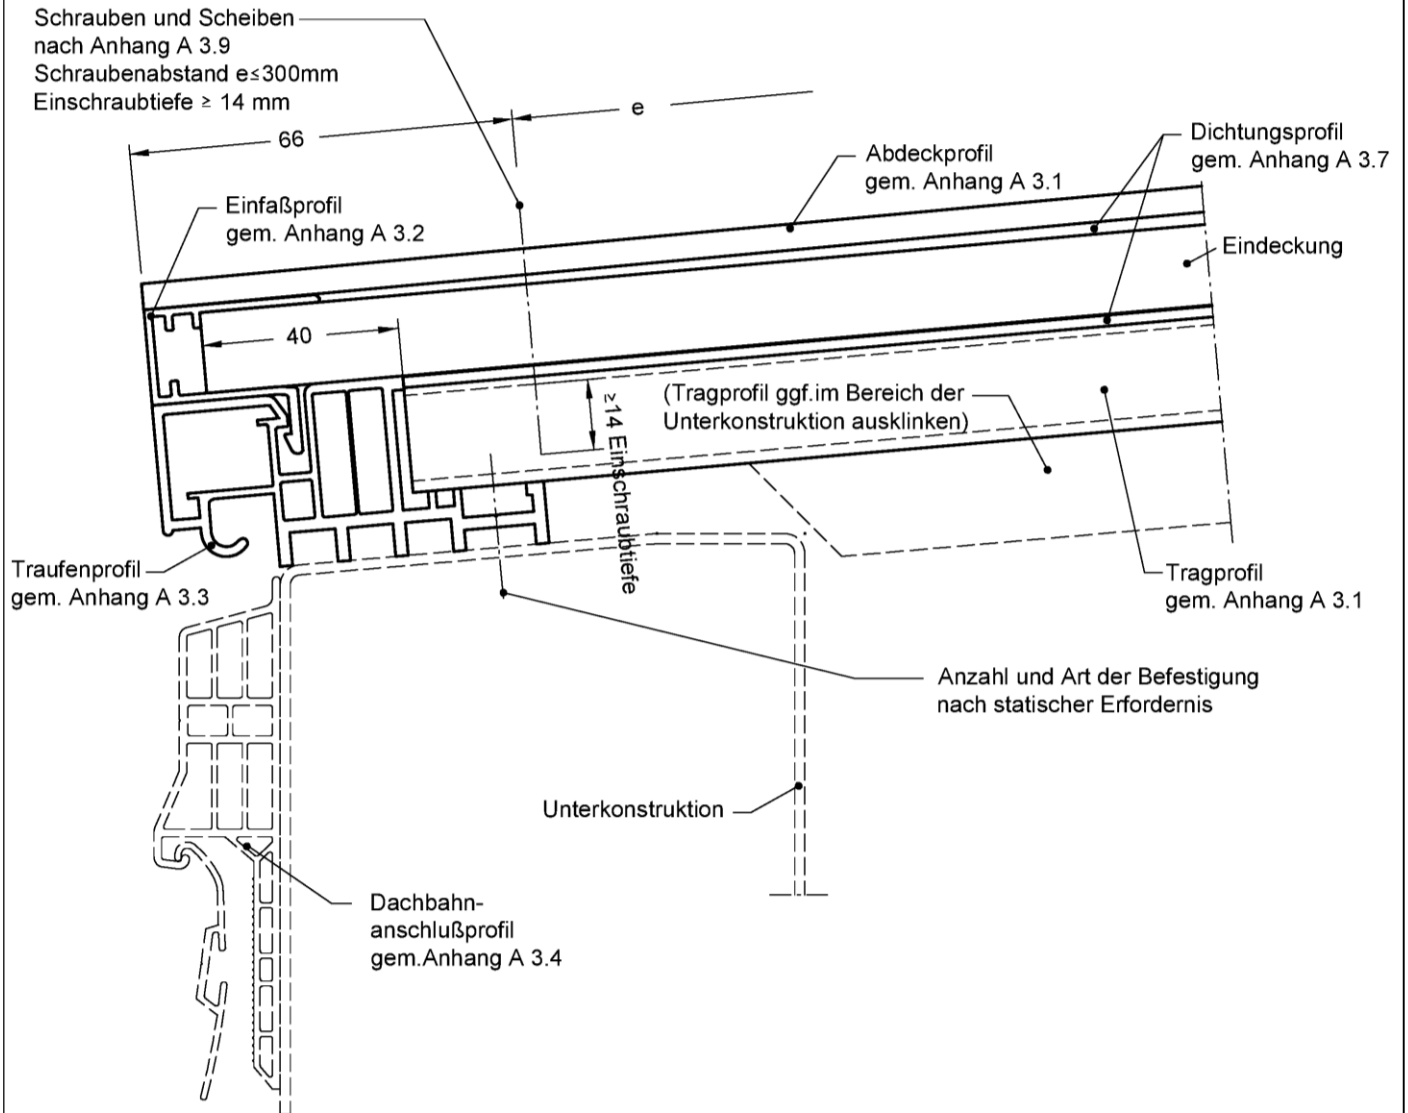 Schrauben und Scheiben
nach Anhang A 3.9
Schraubenabstand e≤300mm
Einschraubtiefe ≥ 14 mm
66
e
Dichtungsprofil
gem. Anhang A 3.7
Abdeckprofil
gem. Anhang A 3.1
Einfaßprofil
gem. Anhang A 3.2
Eindeckung
40
(Tragprofil ggf.im Bereich der
Unterkonstruktion ausklinken)
≥14 Einschraubtiefe
Traufenprofil
gem. Anhang A 3.3
Tragprofil
gem. Anhang A 3.1
Anzahl und Art der Befestigung
nach statischer Erfordernis
Unterkonstruktion
Dachbahn-
anschlußprofil
gem.Anhang A 3.4